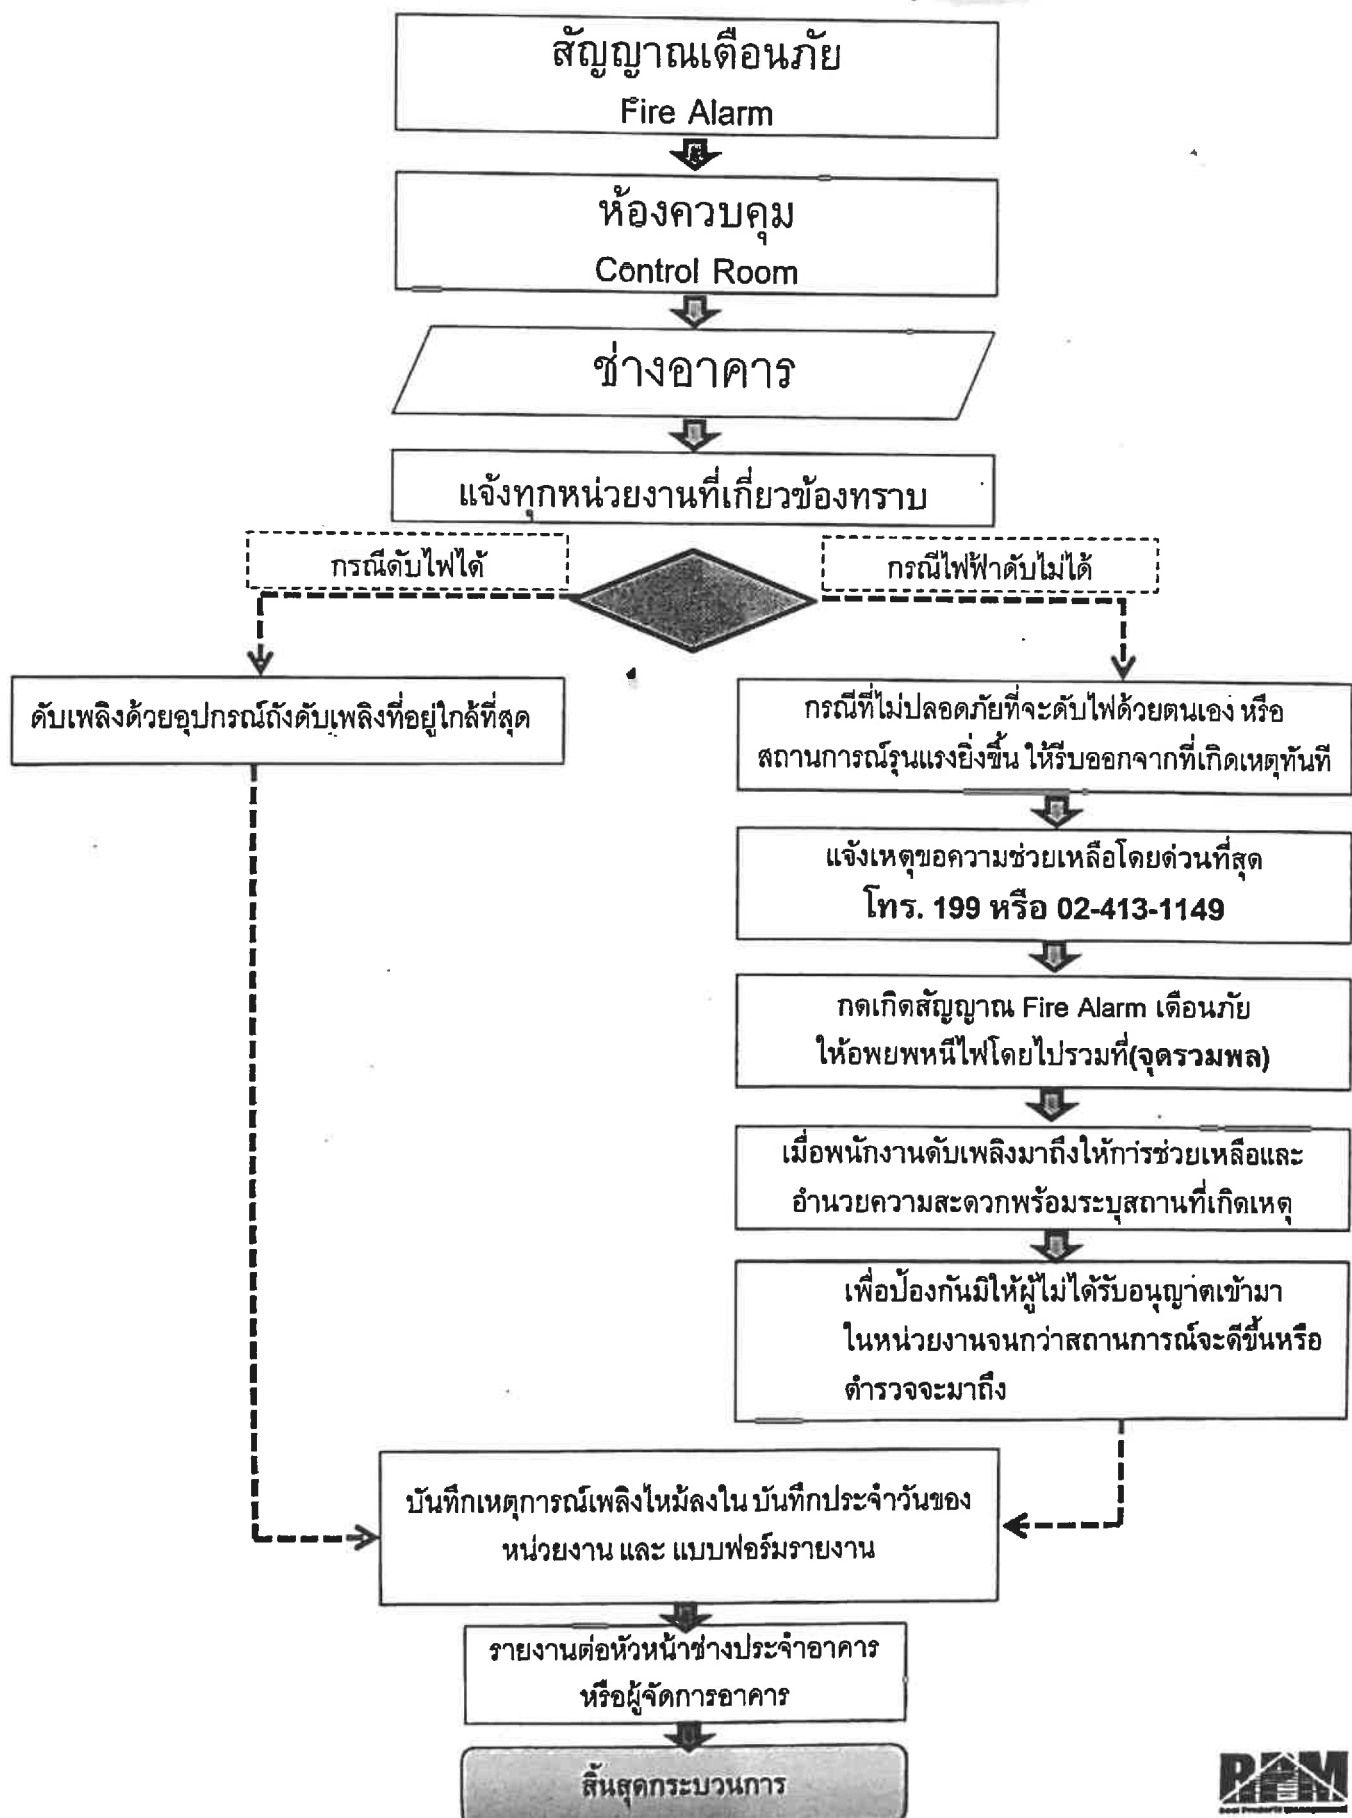 สัญญาณเตือนภัย
Fire Alarm
ห้องควบคุม
Control Room
ช่างอาคาร
แจ้งทุกหน่วยงานที่เกี่ยวข้องทราบ
กรณีดับไฟได้
กรณีไฟฟ้าดับไม่ได้
ดับเพลิงด้วยอุปกรณ์ถังดับเพลิงที่อยู่ใกล้ที่สุด
กรณีที่ไม่ปลอดภัยที่จะดับไฟด้วยตนเอง หรือ
สถานการณ์รุนแรงยิ่งขึ้น ให้รีบออกจากที่เกิดเหตุทันที
แจ้งเหตุขอความช่วยเหลือโดยด่วนที่สุด
โทร. 199 หรือ 02-413-1149
กดเกิดสัญญาณ Fire Alarm เตือนภัย
ให้อพยพหนีไฟโดยไปรวมที่(จุดรวมพล)
เมื่อพนักงานดับเพลิงมาถึงให้การช่วยเหลือและ
อำนวยความสะดวกพร้อมระบุสถานที่เกิดเหตุ
เพื่อป้องกันมิให้ผู้ไม่ได้รับอนุญาตเข้ามา
ในหน่วยงานจนกว่าสถานการณ์จะดีขึ้นหรือ
ตำรวจจะมาถึง
บันทึกเหตุการณ์เพลิงไหม้ลงใน บันทึกประจำวันของ
หน่วยงาน และ แบบฟอร์มรายงาน
รายงานต่อหัวหน้าช่างประจำอาคาร
หรือผู้จัดการอาคาร
สิ้นสุดกระบวนการ